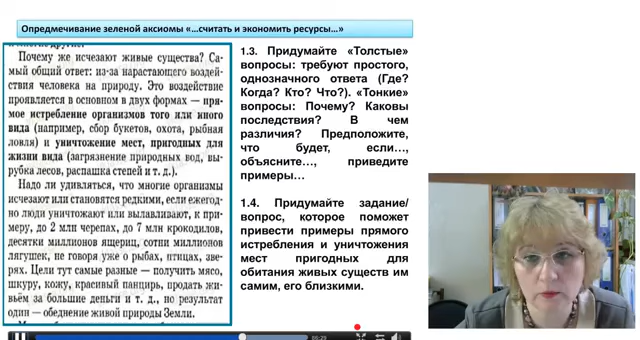 Опредмечивание зеленой аксиомы «…считать и экономить ресурсы…»
Почему же исчезают живые существа? Са-
мый общий ответ: из-за нарастающего воздей-
ствия человека на природу. Это воздействие
проявляется в основном в двух формах — пря-
мое истребление организмов того или иного
вида (например, сбор букетов, охота, рыбная
ловля) и уничтожение мест, пригодных для
жизни вида (загрязнение природных вод, вы-
рубка лесов, распашка степей и т. д.).
Надо ли удивляться, что многие организмы
исчезают или становятся редкими, если ежегод-
но люди уничтожают или вылавливают, к при-
меру, до 2 млн черепах, до 7 млн крокодилов,
десятки миллионов ящериц, сотни миллионов
лягушек, не говоря уже о рыбах, птицах, зве-
рях. Цели тут самые разные — получить мясо,
шкуру, кожу, красивый панцирь, продать жи-
вьём за большие деньги и т. д., но результат
один — обеднение живой природы Земли.
1.3. Придумайте «Толстые»
вопросы: требуют простого,
однозначного ответа (Где?
Когда? Кто? Что?). «Тонкие»
вопросы: Почему? Каковы
последствия? В чем
различия? Предположите,
что будет, если…,
объясните…, приведите
примеры…
1.4. Придумайте задание/
вопрос, которое поможет
привести примеры прямого
истребления и уничтожения
мест пригодных для
обитания живых существ им
самим, его близкими.